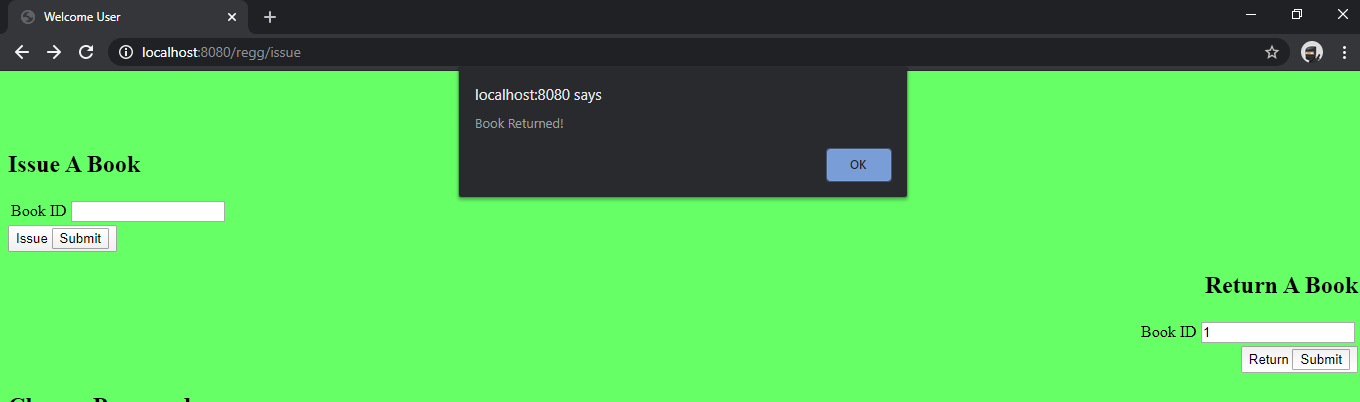 Welcome User
localhost:8080/regg/issue
localhost:8080 says
Book Returned!
OK
Issue A Book
Book ID
Issue Submit
Return A Book
Book ID 1
Return Submit